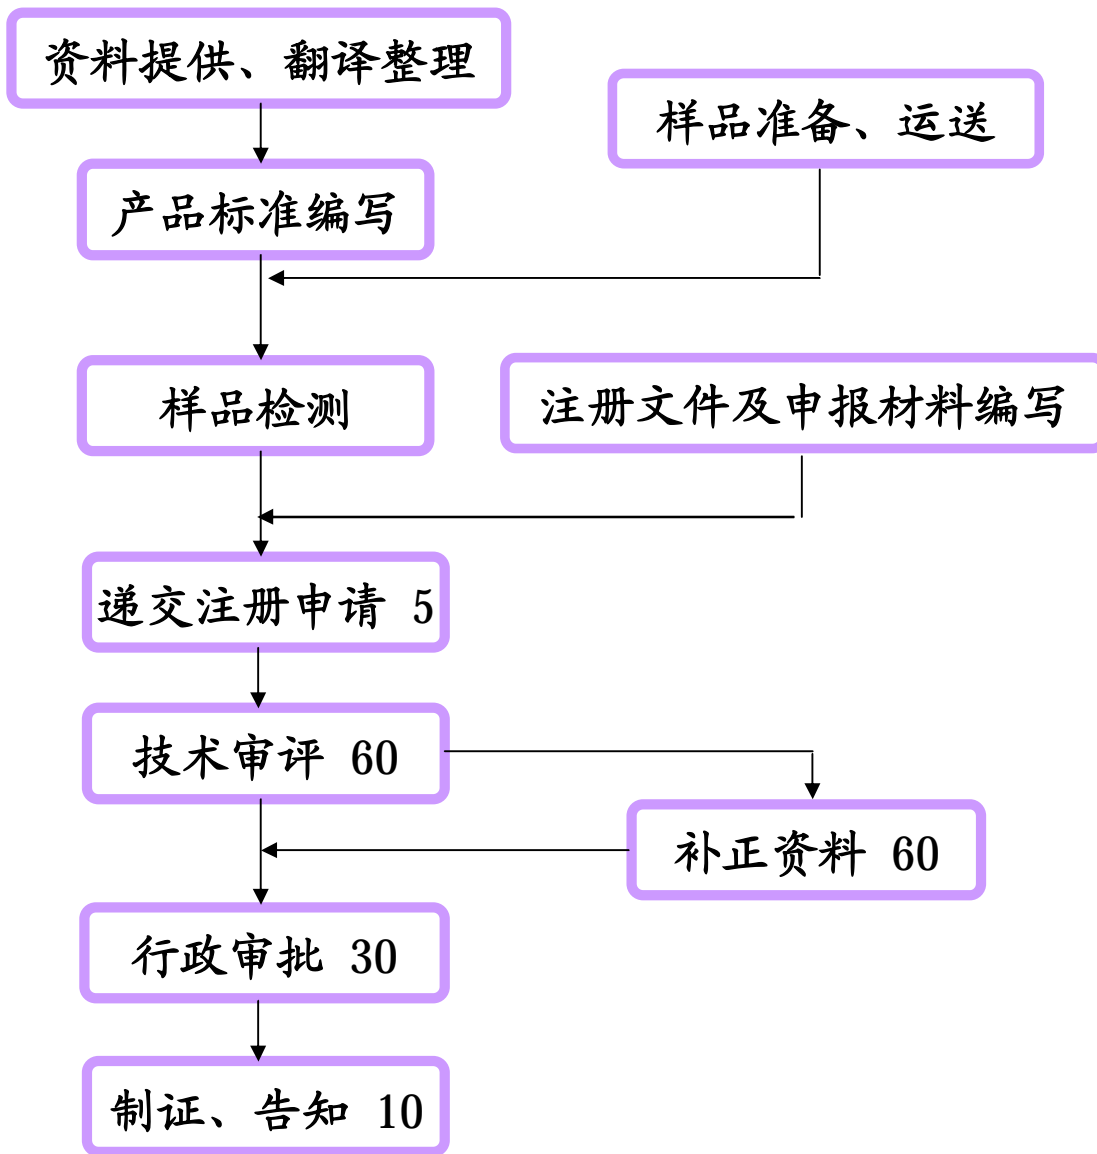 资料提供、翻译整理
样品准备、运送
产品标准编写
样品检测
注册文件及申报材料编写
递交注册申请 5
技术审评 60
补正资料 60
行政审批 30
制证、告知 10